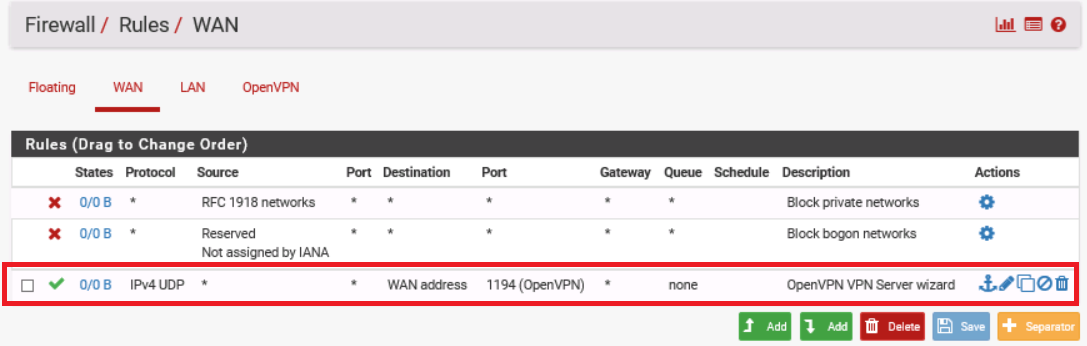 Firewall / Rules / WAN
Floating WAN LAN OpenVPN
Rules (Drag to Change Order)
States Protocol Source Port Destination Port Gateway Queue Schedule Description Actions
0/0 B * RFC 1918 networks * * * * * Block private networks
0/0 B * Reserved * * * * * Block bogon networks
Not assigned by IANA
0/0 B IPv4 UDP * * WAN address 1194 (OpenVPN) * none OpenVPN VPN Server wizard
Add Add Delete Save Separator